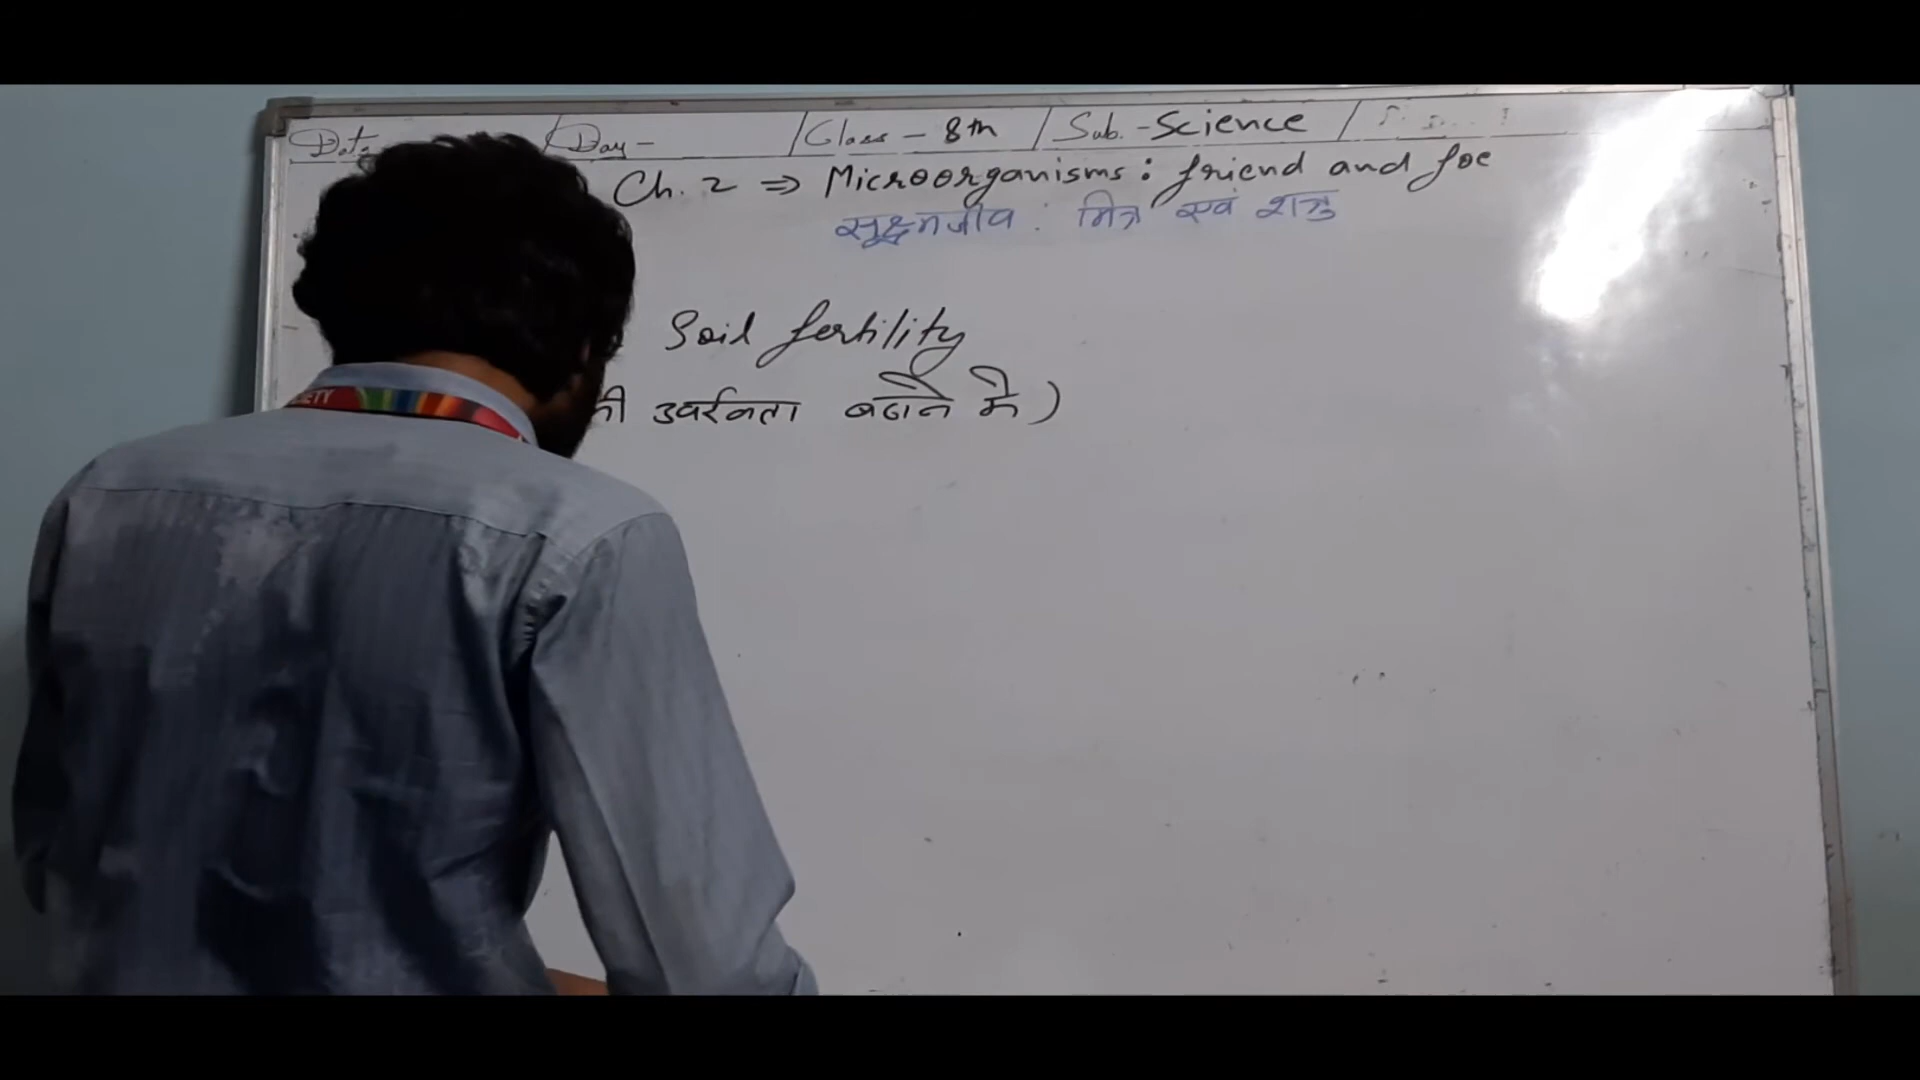 Date / Day - / Class - 8th / Sub. - Science /
Ch. 2 ⇒ Microorganisms: friend and foe
सूक्ष्मजीव : मित्र एवं शत्रु
Soil fertility
की उर्वरकता बढाने मे)